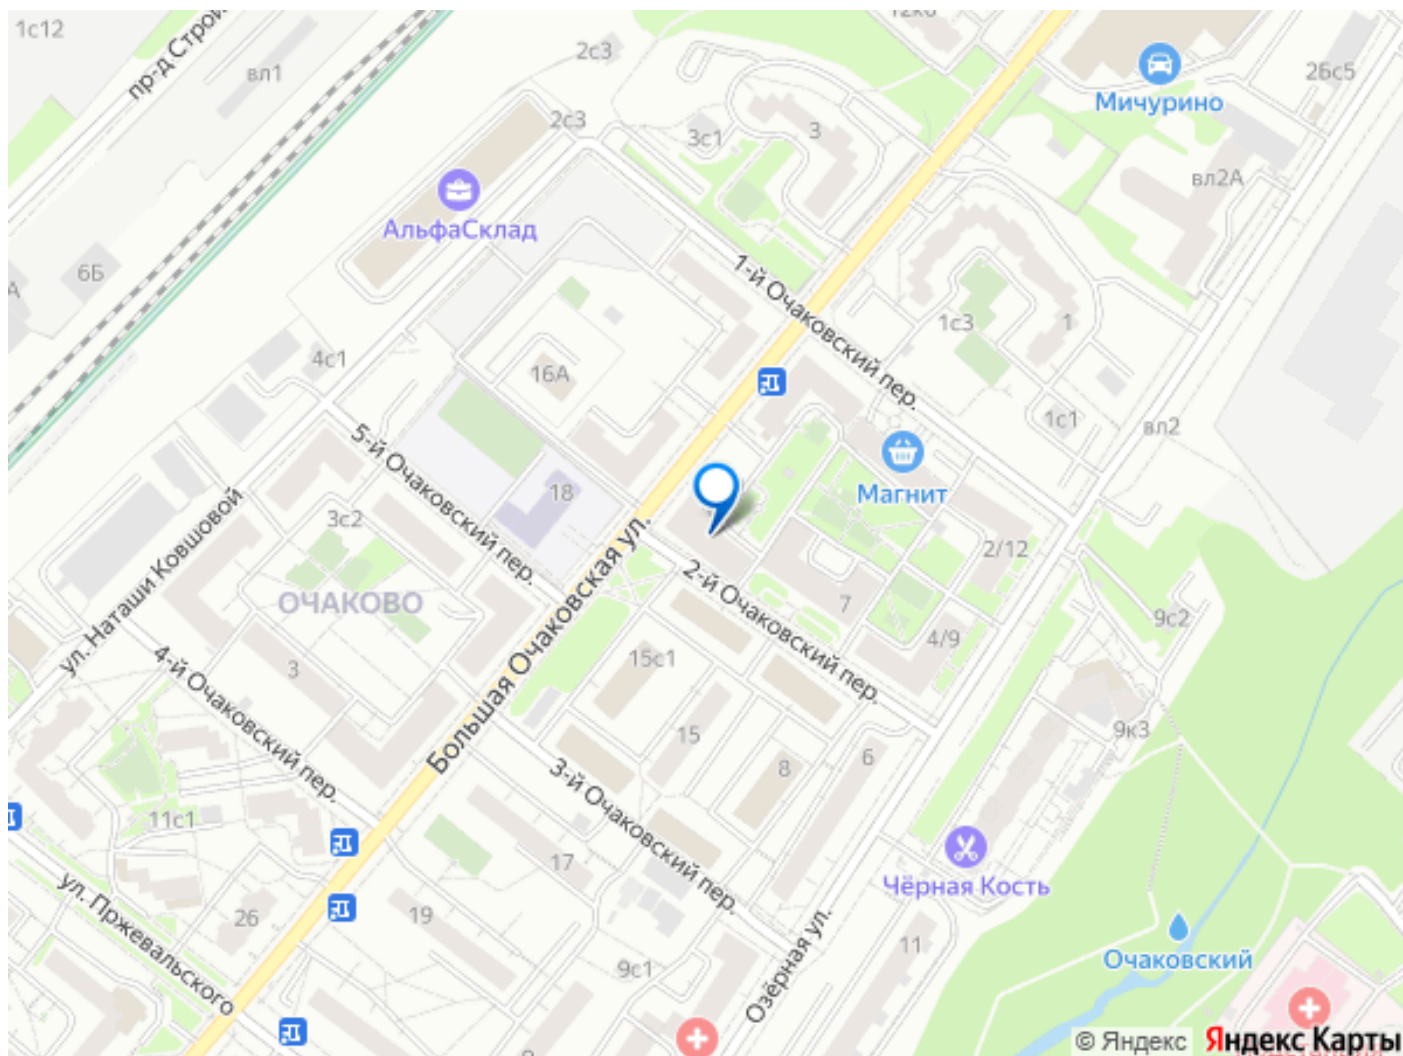 1с12
пр-д Строй
вл1
2с3
12к6
Мичурино
26с5
2с3
3с1
3
вл2А
АльфаСклад
6Б
А
1-й Очаковский пер.
1с3
1
4с1
16А
1с1
вл2
5-й Очаковский пер.
18
Магнит
3с2
ул. Наташи Ковшовой
ОЧАКОВО
Большая Очаковская ул.
2-й Очаковский пер.
2/12
7
4/9
9с2
15с1
3
4-й Очаковский пер.
15
9к3
8
6
3-й Очаковский пер.
11с1
17
Чёрная Кость
ул. Пржевальского
26
19
11
9с1
Озёрная ул.
Очаковский
© Яндекс Яндекс Карты